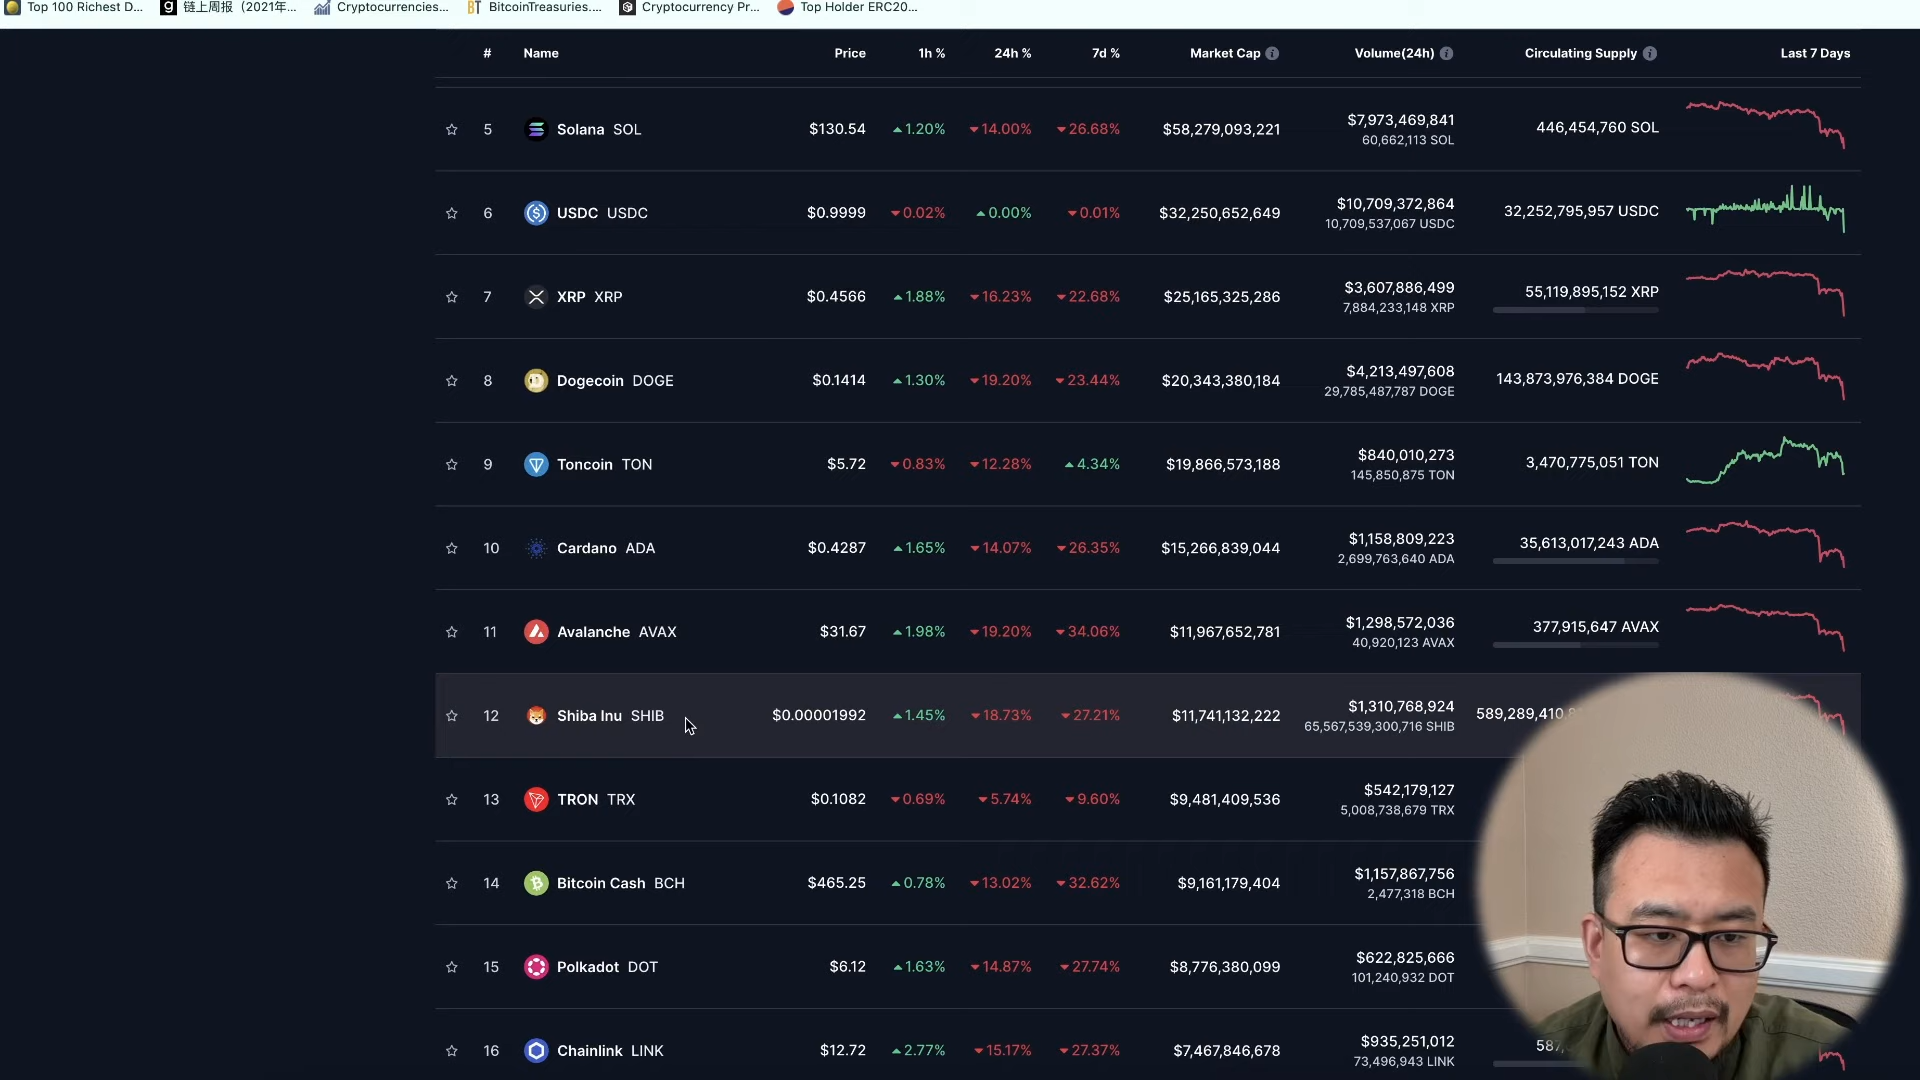 Top 100 Richest D... 链上周报（2021年... Cryptocurrencies... BitcoinTreasuries.... Cryptocurrency Pr... Top Holder ERC20...
# Name Price 1h % 24h % 7d % Market Cap Volume(24h) Circulating Supply Last 7 Days
5 Solana SOL $130.54 1.20% 14.00% 26.68% $58,279,093,221 $7,973,469,841 446,454,760 SOL
60,662,113 SOL
6 USDC USDC $0.9999 0.02% 0.00% 0.01% $32,250,652,649 $10,709,372,864 32,252,795,957 USDC
10,709,537,067 USDC
7 XRP XRP $0.4566 1.88% 16.23% 22.68% $25,165,325,286 $3,607,886,499 55,119,895,152 XRP
7,884,233,148 XRP
8 Dogecoin DOGE $0.1414 1.30% 19.20% 23.44% $20,343,380,184 $4,213,497,608 143,873,976,384 DOGE
29,785,487,787 DOGE
9 Toncoin TON $5.72 0.83% 12.28% 4.34% $19,866,573,188 $840,010,273 3,470,775,051 TON
145,850,875 TON
10 Cardano ADA $0.4287 1.65% 14.07% 26.35% $15,266,839,044 $1,158,809,223 35,613,017,243 ADA
2,699,763,640 ADA
11 Avalanche AVAX $31.67 1.98% 19.20% 34.06% $11,967,652,781 $1,298,572,036 377,915,647 AVAX
40,920,123 AVAX
12 Shiba Inu SHIB $0.00001992 1.45% 18.73% 27.21% $11,741,132,222 $1,310,768,924
65,567,539,300,716 SHIB
13 TRON TRX $0.1082 0.69% 5.74% 9.60% $9,481,409,536 $542,179,127
5,008,738,679 TRX
14 Bitcoin Cash BCH $465.25 0.78% 13.02% 32.62% $9,161,179,404 $1,157,867,756
2,477,318 BCH
15 Polkadot DOT $6.12 1.63% 14.87% 27.74% $8,776,380,099 $622,825,666
101,240,932 DOT
16 Chainlink LINK $12.72 2.77% 15.17% 27.37% $7,467,846,678 $935,251,012
73,496,943 LINK